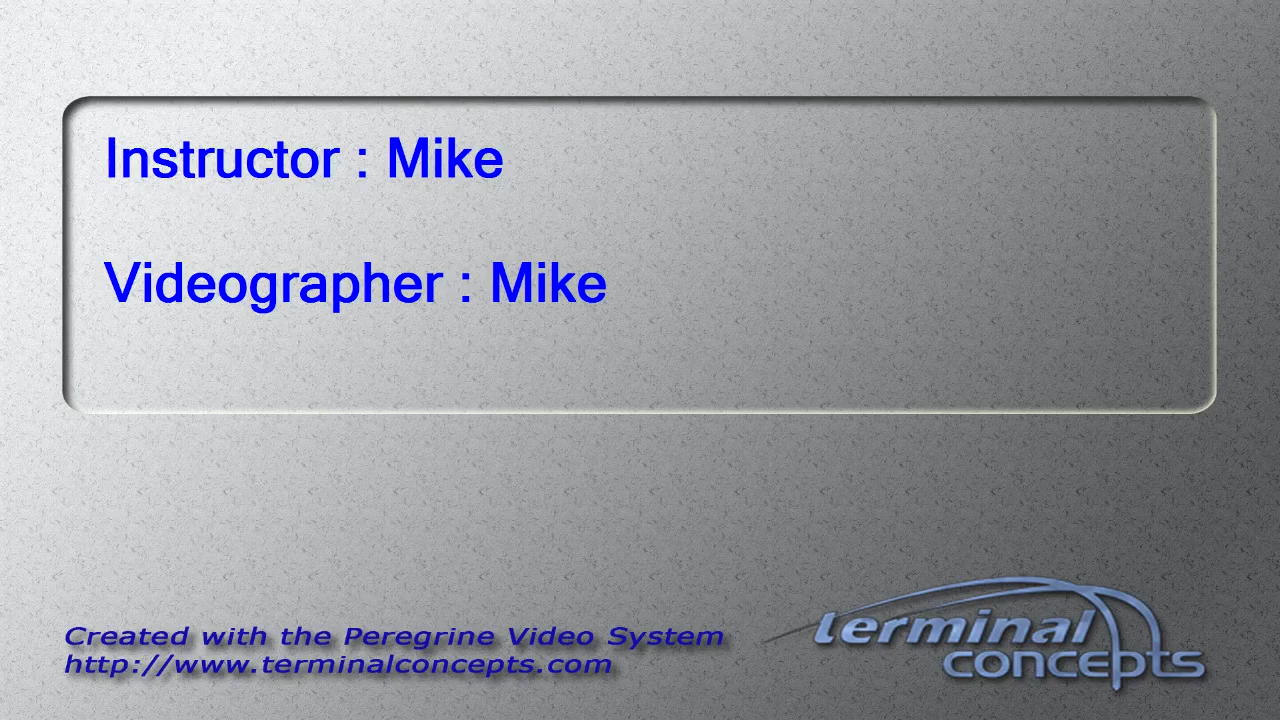 Instructor : Mike
Videographer : Mike
Created with the Peregrine Video System
http://www.terminalconcepts.com
terminal
concepts